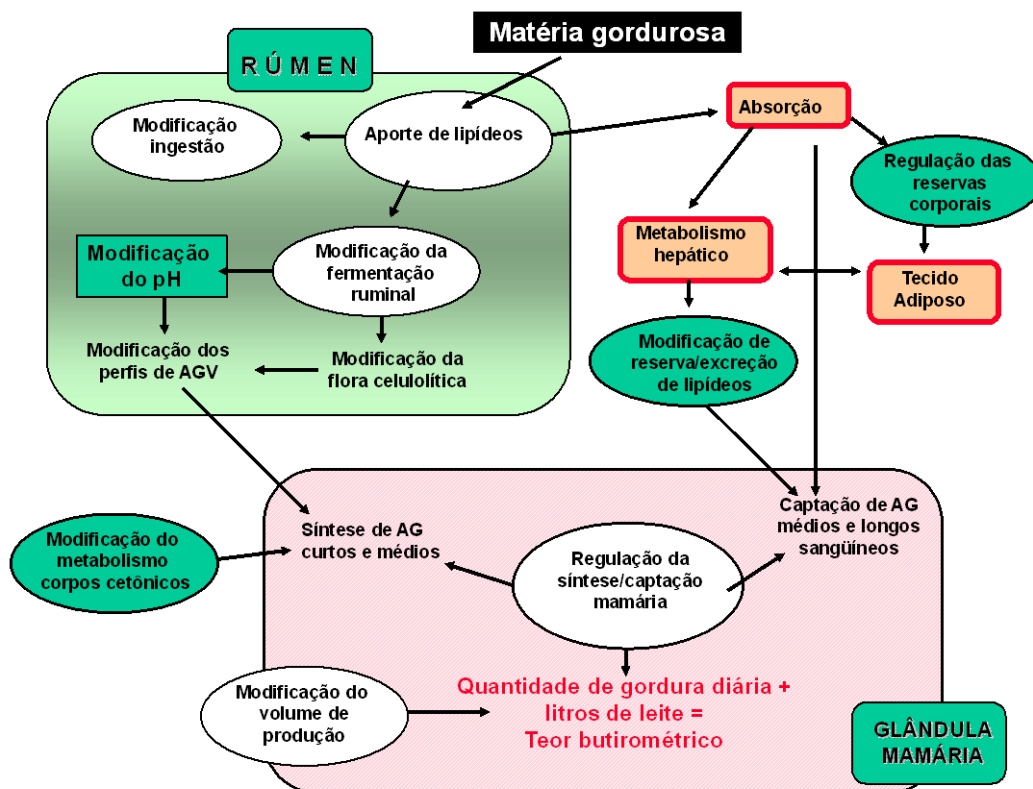 Matéria gordurosa
R Ú M E N
Absorção
Modificação
ingestão
Aporte de lipídeos
Regulação das
reservas
corporais
Modificação
do pH
Modificação da
fermentação
ruminal
Metabolismo
hepático
Tecido
Adiposo
Modificação dos
perfis de AGV
Modificação da
flora celulolítica
Modificação de
reserva/excreção
de lipídeos
Síntese de AG
curtos e médios
Captação de AG
médios e longos
sangüíneos
Modificação do
metabolismo
corpos cetônicos
Regulação da
síntese/captação
mamária
Modificação do
volume de
produção
Quantidade de gordura diária +
litros de leite =
Teor butirométrico
GLÂNDULA
MAMÁRIA